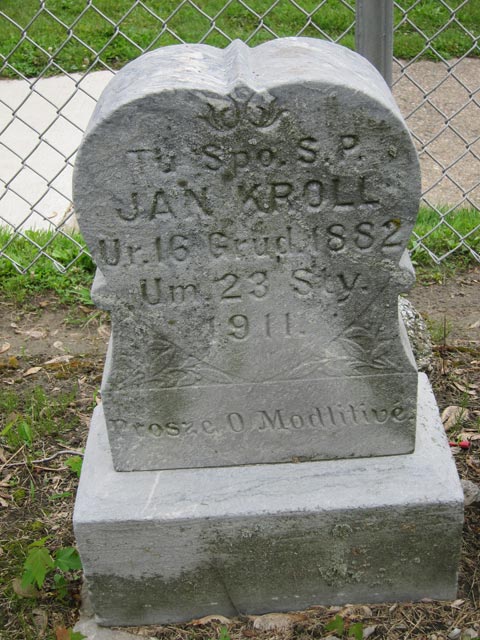 Tu Spo. S. P.
JAN KROLL
Ur. 16 Grud. 1882
Um. 23 Sty.
1911.
Prosze O Modlitive.